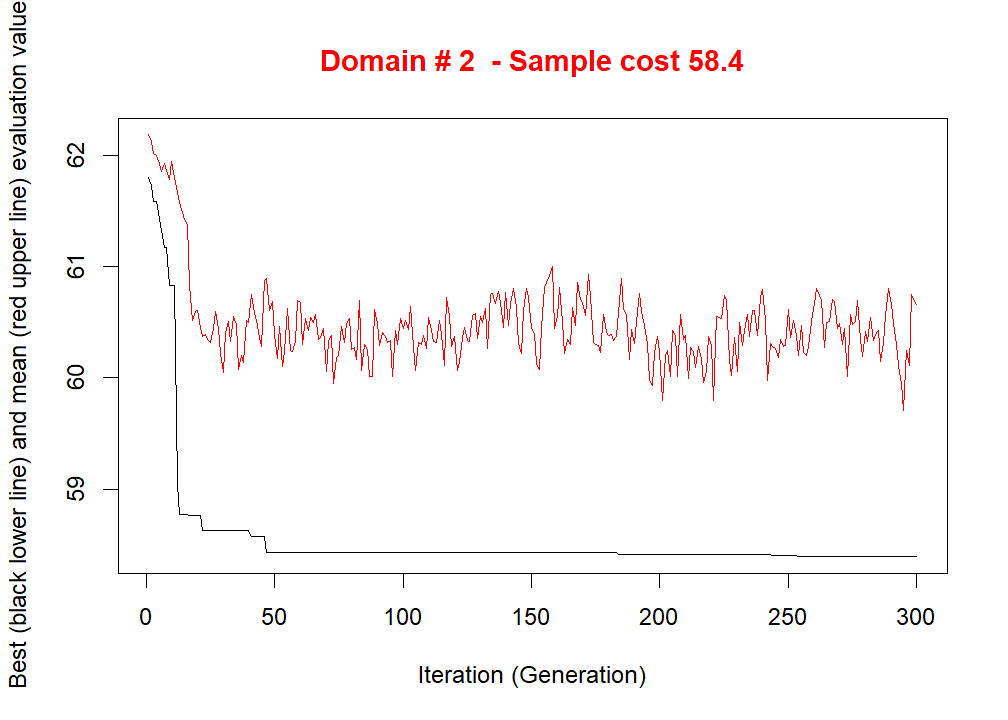 Domain # 2  - Sample cost 58.4
Best (black lower line) and mean (red upper line) evaluation value
62
61
60
59
0 50 100 150 200 250 300
Iteration (Generation)